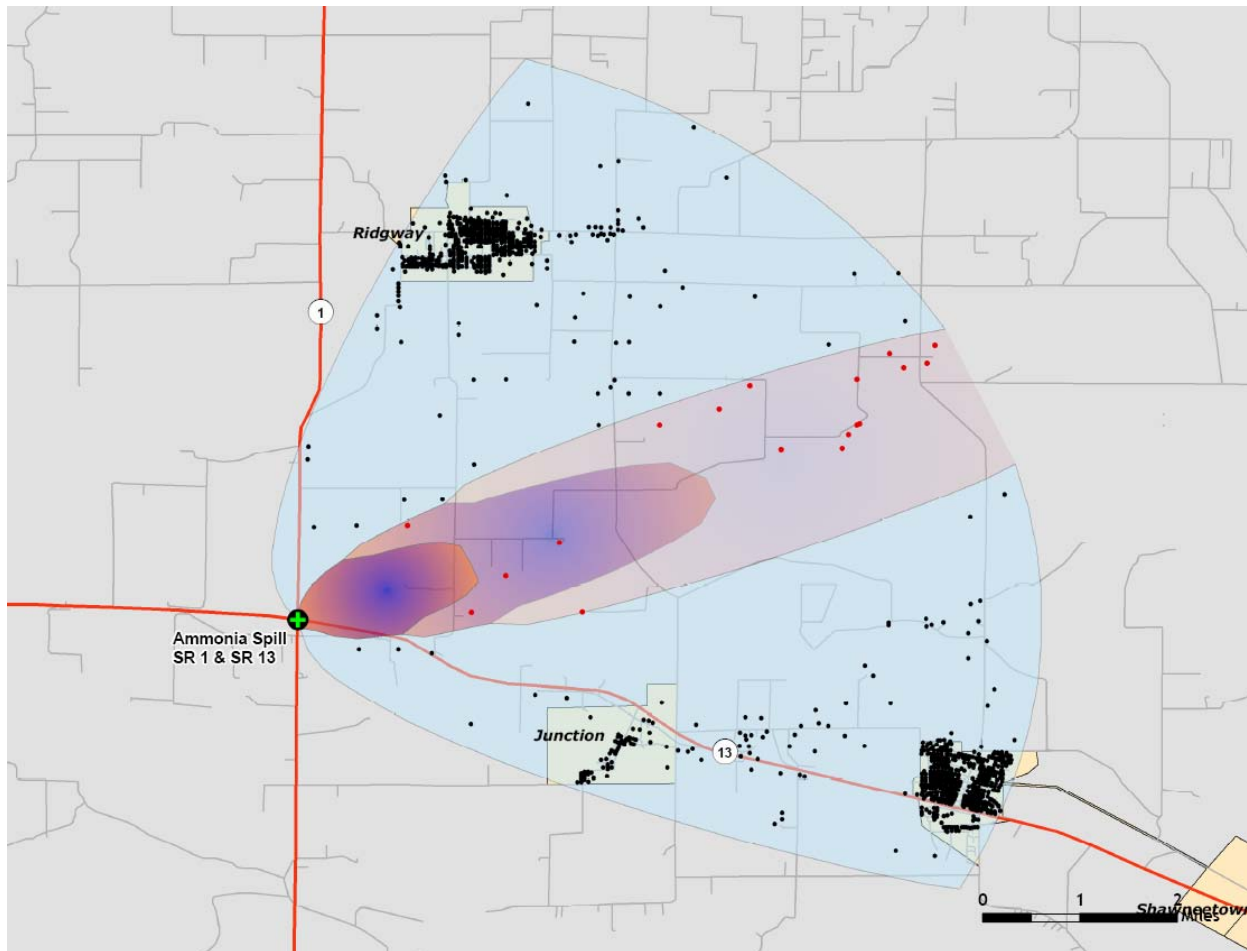 Ridgway
1
Ammonia Spill
SR 1 & SR 13
Junction
13
0 1 2
Shawneetown
Miles